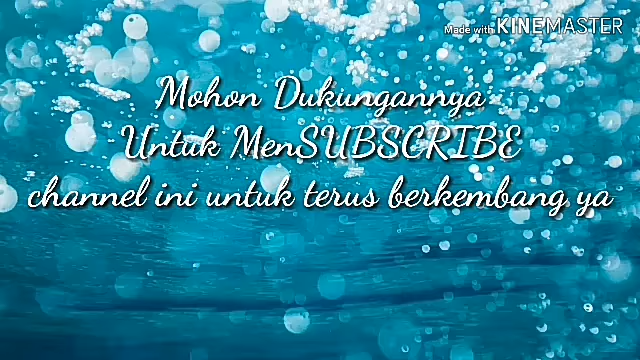 Made with KINEMASTER
Mohon Dukungannya
Untuk MenSUBSCRIBE
channel ini untuk terus berkembang ya